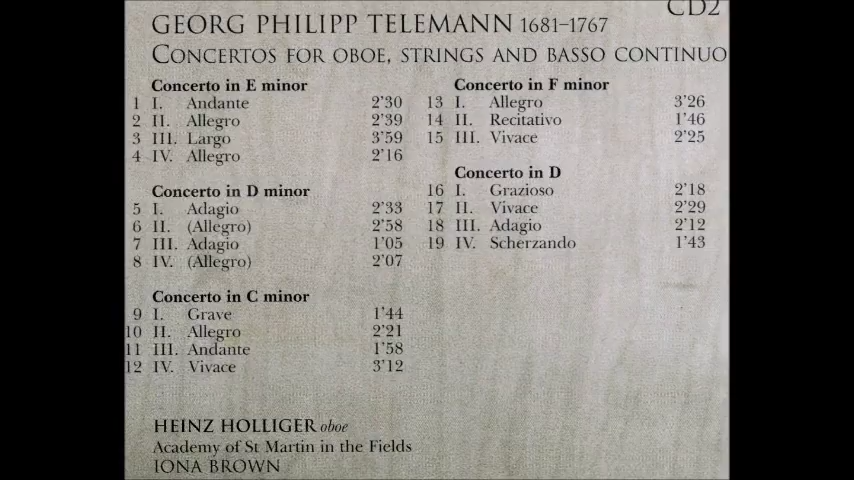 CD2
GEORG PHILIPP TELEMANN 1681–1767
CONCERTOS FOR OBOE, STRINGS AND BASSO CONTINUO
Concerto in E minor
1 I. Andante 2'30
2 II. Allegro 2'39
3 III. Largo 3'59
4 IV. Allegro 2'16
Concerto in D minor
5 I. Adagio 2'33
6 II. (Allegro) 2'58
7 III. Adagio 1'05
8 IV. (Allegro) 2'07
Concerto in C minor
9 I. Grave 1'44
10 II. Allegro 2'21
11 III. Andante 1'58
12 IV. Vivace 3'12
Concerto in F minor
13 I. Allegro 3'26
14 II. Recitativo 1'46
15 III. Vivace 2'25
Concerto in D
16 I. Grazioso 2'18
17 II. Vivace 2'29
18 III. Adagio 2'12
19 IV. Scherzando 1'43
HEINZ HOLLIGER oboe
Academy of St Martin in the Fields
IONA BROWN